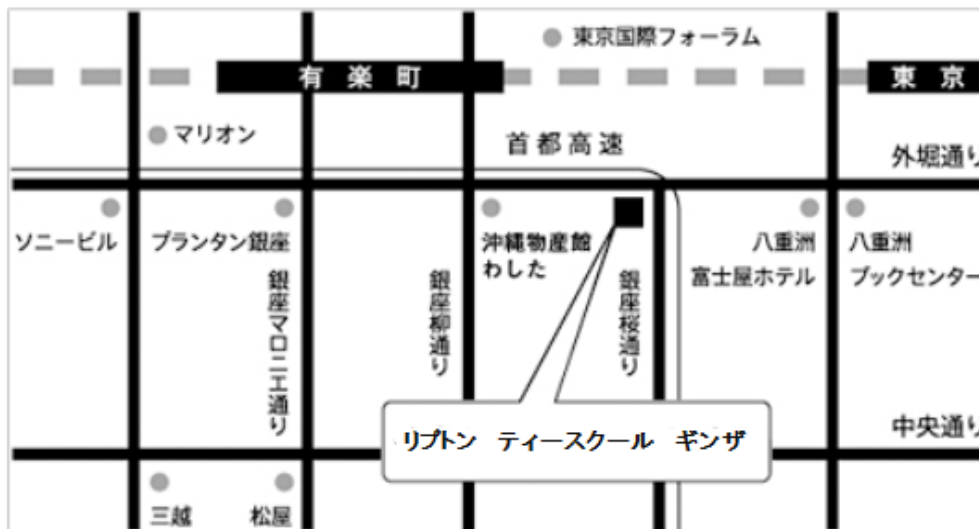 東京国際フォーラム
有楽町
東京
マリオン
首都高速
外堀通り
ソニービル
プランタン銀座
沖縄物産館
わした
八重洲
富士屋ホテル
八重洲
ブックセンター
銀座マロニエ通り
銀座柳通り
銀座桜通り
リプトン ティースクール ギンザ
中央通り
三越
松屋